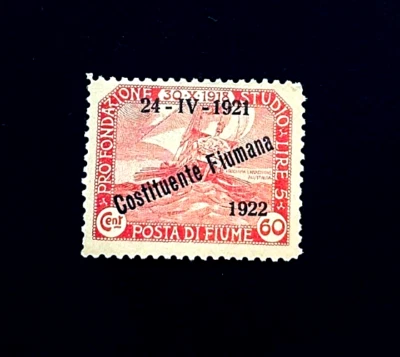 PRO FONDAZIONE
30·X·1918
STUDIO ★ LIRE 5 ★
24 - IV - 1921
Costituente Fiumana
1922
Cent
60
POSTA DI FIUME